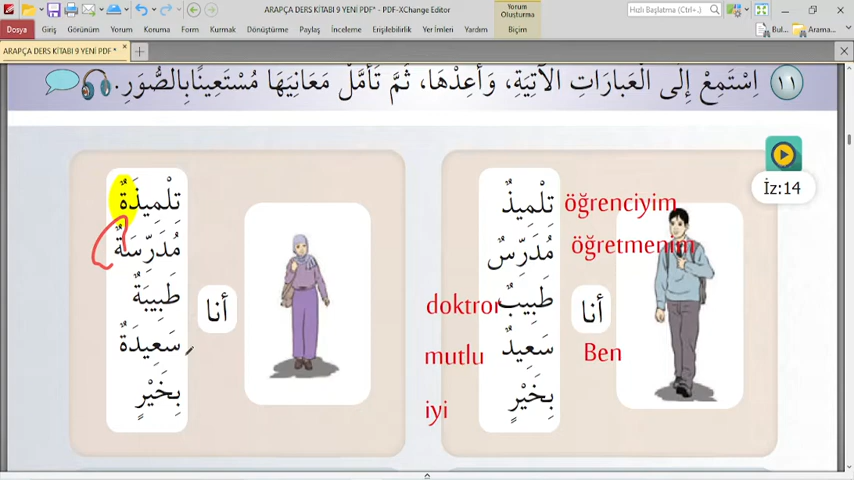 ARAPÇA DERS KİTABI 9 YENİ PDF* - PDF-XChange Editor
Yorum Oluşturma
Hızlı Başlatma (Ctrl+.)
Dosya Giriş Görünüm Yorum Koruma Form Kurmak Dönüştürme Paylaş İnceleme Erişilebilirlik Yer İmleri Yardım Biçim Bul... Arama...
ARAPÇA DERS KİTABI 9 YENİ PDF *
١١ اِسْتَمِعْ إِلَى الْعِبَارَاتِ الْآتِيَةِ، وَأَعِدْهَا، ثُمَّ تَأَمَّلْ مَعَانِيَهَا مُسْتَعِينًا بِالصُّوَرِ.
İz:14
أنا
تِلْمِيذٌ öğrenciyim
مُدَرِّسٌ öğretmenim
طَبِيبٌ doktror
سَعِيدٌ mutlu
بِخَيْرٍ iyi
Ben
أنا
تِلْمِيذَةٌ
مُدَرِّسَةٌ
طَبِيبَةٌ
سَعِيدَةٌ
بِخَيْرٍ